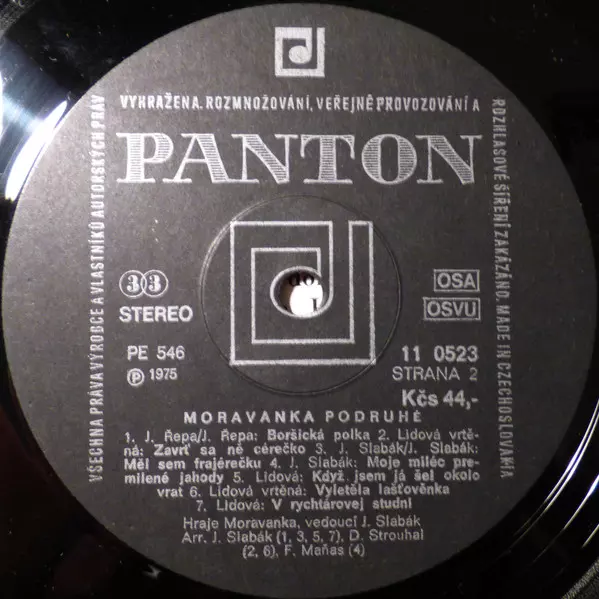 VYHRAŽENA. ROZMNOŽOVÁNÍ, VEŘEJNÉ PROVOZOVÁNÍ A
ROZHLASOVÉ ŠÍŘENÍ ZAKÁZÁNO. MADE IN CZECHOSLOVAKIA
VŠECHNA PRÁVA VÝROBCE A VLASTNÍKŮ AUTORSKÝCH PRÁV
PANTON
33
STEREO
OSA
OSVU
PE 546
Ⓟ 1975
11 0523
STRANA 2
Kčs 44,-
MORAVANKA PODRUHÉ
1. J. Řepa/J. Řepa: Boršická polka 2. Lidová vrtě-
ná: Zavrť sa ně cérečko 3. J. Slabák/J. Slabák:
Měl sem frajérečku 4. J. Slabák: Moje miléc pre-
milené jahody 5. Lidová: Když jsem já šel okolo
vrat 6. Lidová vrtěná: Vyletěla lašťověnka
7. Lidová: V rychtárovej studni
Hraje Moravanka, vedoucí J. Slabák
Arr. J. Slabák (1, 3, 5, 7), D. Strouhal
(2, 6), F. Maňas (4)